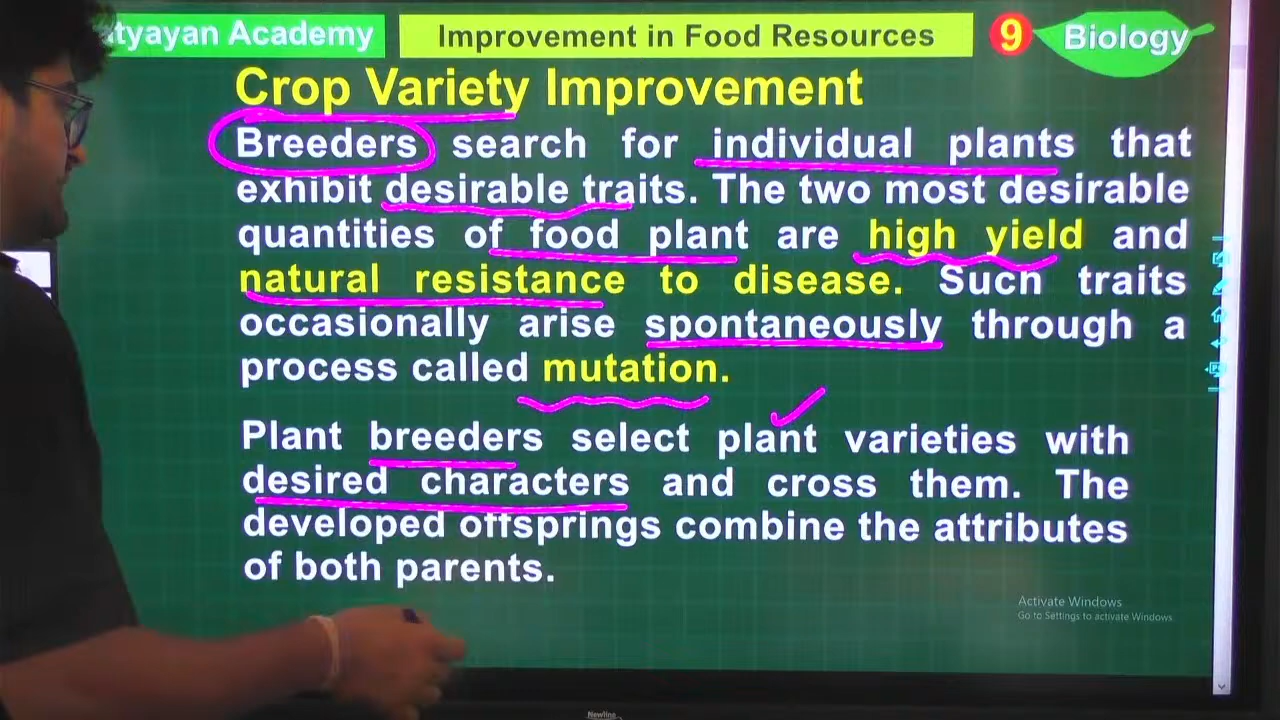 tyayan Academy
Improvement in Food Resources
9
Biology
Crop Variety Improvement
Breeders search for individual plants that
exhibit desirable traits. The two most desirable
quantities of food plant are high yield and
natural resistance to disease. Such traits
occasionally arise spontaneously through a
process called mutation.
Plant breeders select plant varieties with
desired characters and cross them. The
developed offsprings combine the attributes
of both parents.
Activate Windows
Go to Settings to activate Windows.
Newline